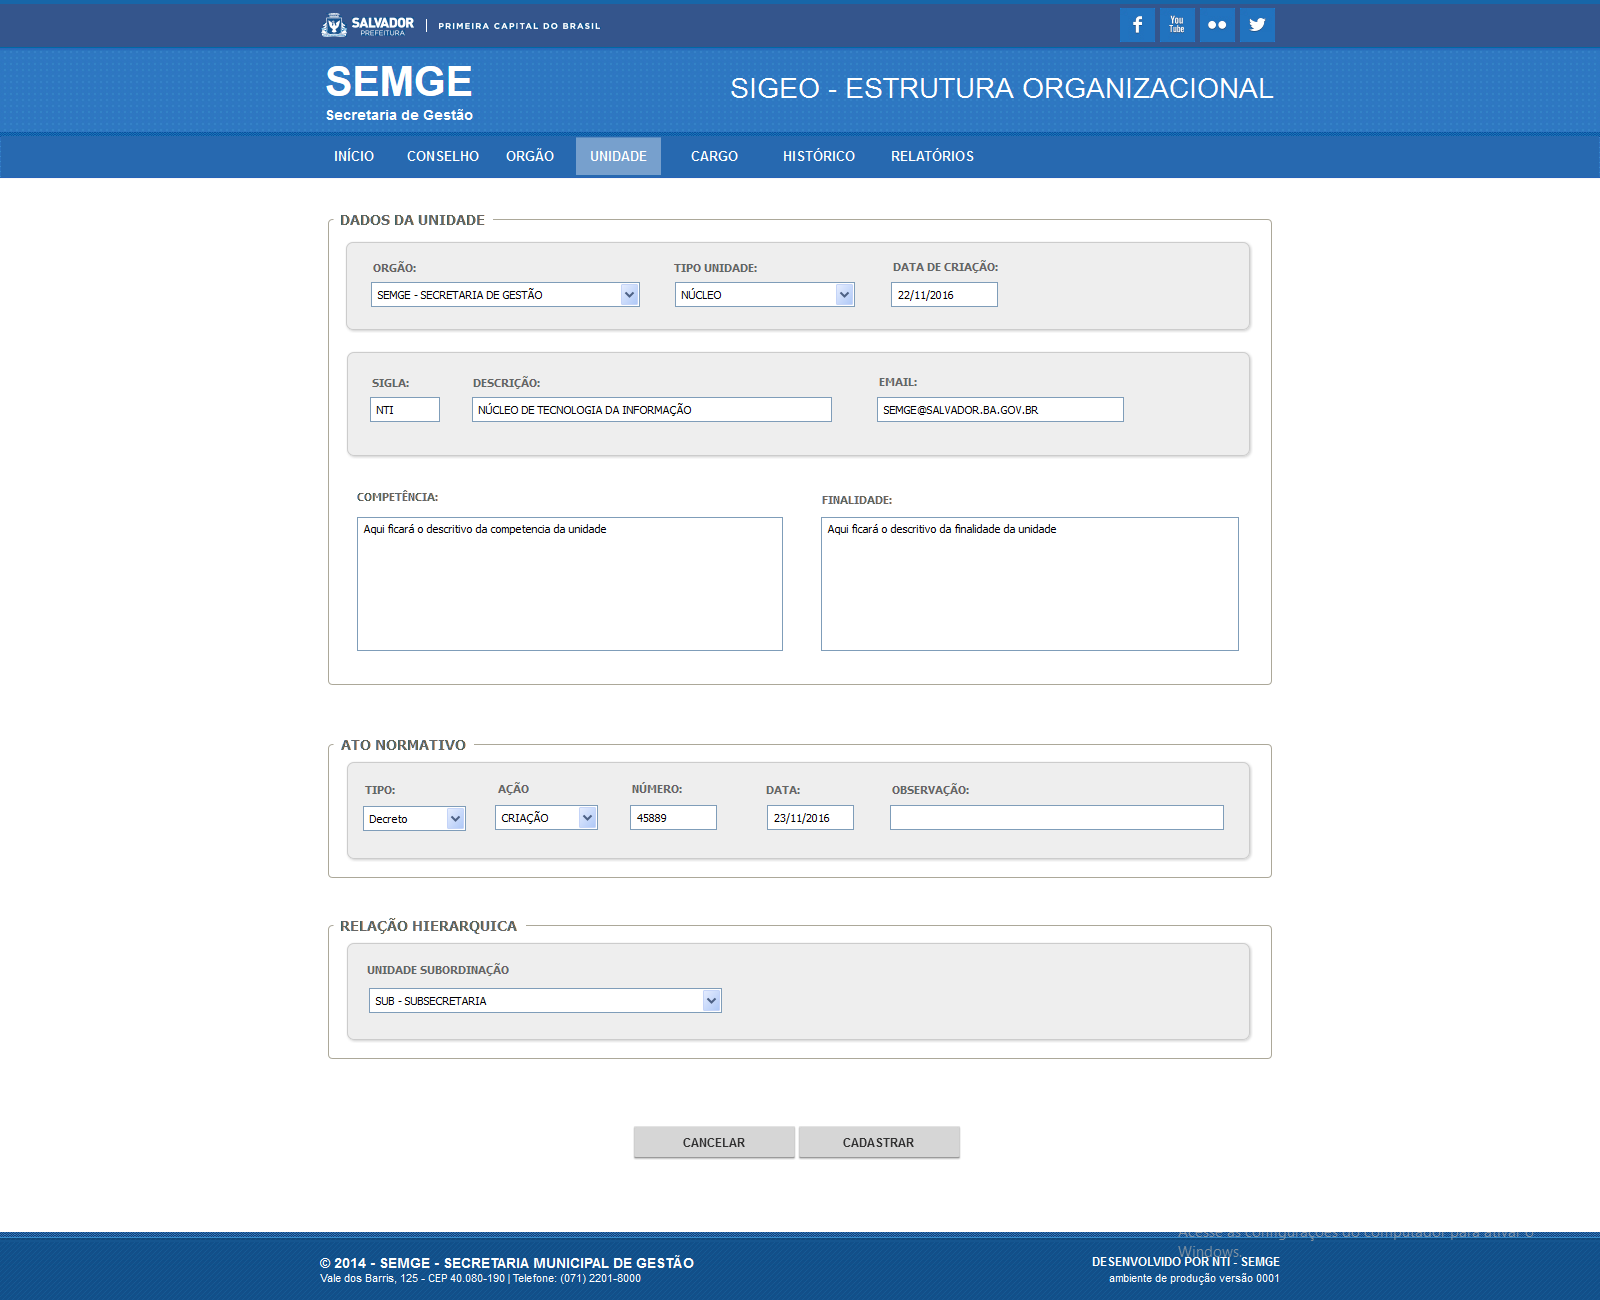 SALVADOR
PREFEITURA
PRIMEIRA CAPITAL DO BRASIL
You
Tube
SEMGE
Secretaria de Gestão
SIGEO - ESTRUTURA ORGANIZACIONAL
INÍCIO CONSELHO ORGÃO UNIDADE CARGO HISTÓRICO RELATÓRIOS
DADOS DA UNIDADE
ORGÃO: TIPO UNIDADE: DATA DE CRIAÇÃO:
SEMGE - SECRETARIA DE GESTÃO NÚCLEO 22/11/2016
SIGLA: DESCRIÇÃO: EMAIL:
NTI NÚCLEO DE TECNOLOGIA DA INFORMAÇÃO SEMGE@SALVADOR.BA.GOV.BR
COMPETÊNCIA: FINALIDADE:
Aqui ficará o descritivo da competencia da unidade Aqui ficará o descritivo da finalidade da unidade
ATO NORMATIVO
TIPO: AÇÃO NÚMERO: DATA: OBSERVAÇÃO:
Decreto CRIAÇÃO 45889 23/11/2016
RELAÇÃO HIERARQUICA
UNIDADE SUBORDINAÇÃO
SUB - SUBSECRETARIA
CANCELAR CADASTRAR
Acesse as configurações do computador para ativar o
Windows.
© 2014 - SEMGE - SECRETARIA MUNICIPAL DE GESTÃO DESENVOLVIDO POR NTI - SEMGE
Vale dos Barris, 125 - CEP 40.080-190 | Telefone: (071) 2201-8000 ambiente de produção versão 0001